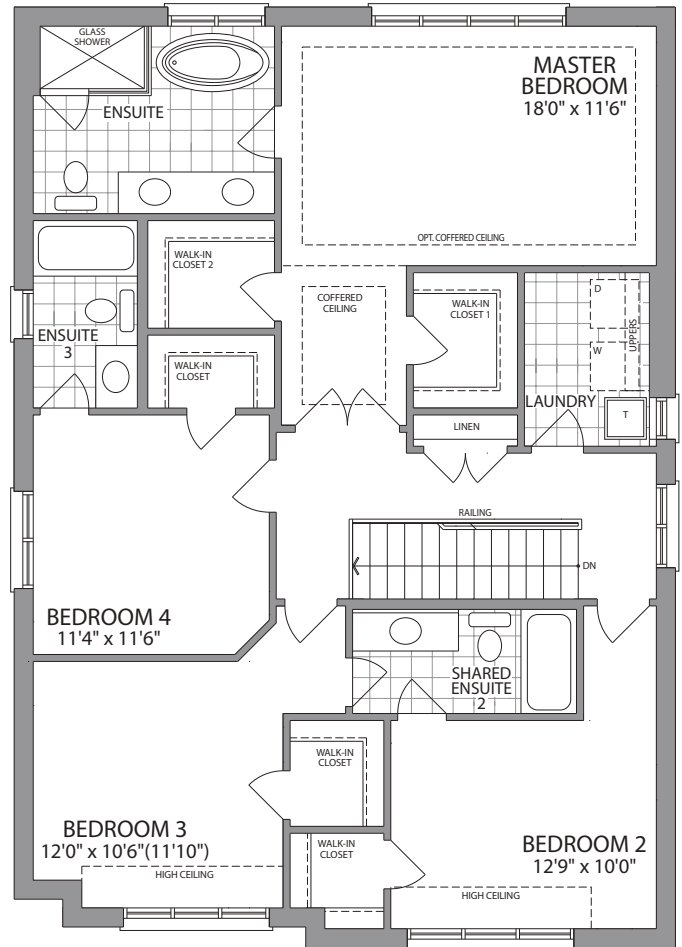 GLASS
SHOWER
ENSUITE
MASTER
BEDROOM
18'0" x 11'6"
OPT. COFFERED CEILING
WALK-IN
CLOSET 2
COFFERED
CEILING
WALK-IN
CLOSET 1
D
UPPERS
W
ENSUITE
3
WALK-IN
CLOSET
LAUNDRY
T
LINEN
RAILING
DN
BEDROOM 4
11'4" x 11'6"
SHARED
ENSUITE
2
WALK-IN
CLOSET
BEDROOM 3
12'0" x 10'6"(11'10")
HIGH CEILING
WALK-IN
CLOSET
BEDROOM 2
12'9" x 10'0"
HIGH CEILING